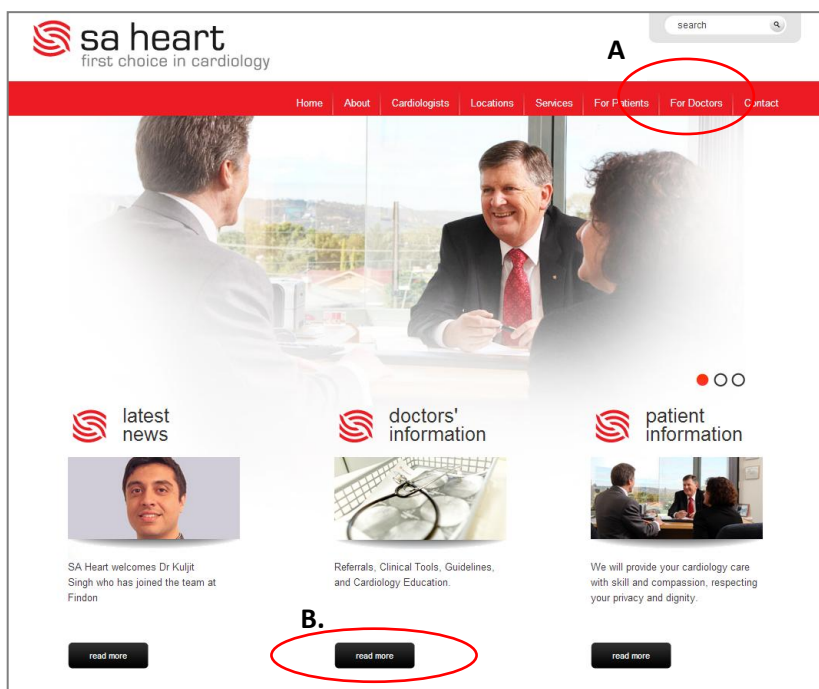 sa heart
first choice in cardiology
search
A
Home About Cardiologists Locations Services For Patients For Doctors Contact
latest
news
SA Heart welcomes Dr Kuljit
Singh who has joined the team at
Findon
read more
doctors'
information
Referrals, Clinical Tools, Guidelines,
and Cardiology Education.
B.
read more
patient
information
We will provide your cardiology care
with skill and compassion, respecting
your privacy and dignity.
read more